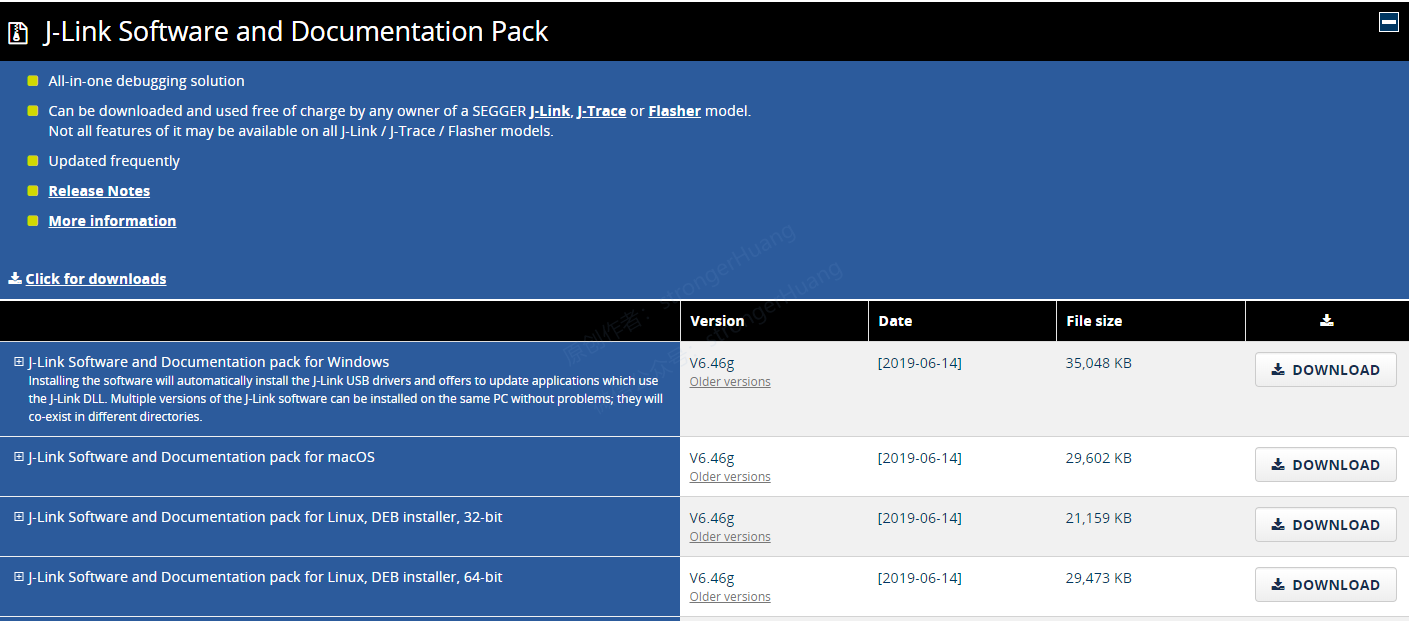 J-Link Software and Documentation Pack
All-in-one debugging solution
Can be downloaded and used free of charge by any owner of a SEGGER J-Link, J-Trace or Flasher model.
Not all features of it may be available on all J-Link / J-Trace / Flasher models.
Updated frequently
Release Notes
More information
Click for downloads
Version Date File size
J-Link Software and Documentation pack for Windows V6.46g [2019-06-14] 35,048 KB DOWNLOAD
Installing the software will automatically install the J-Link USB drivers and offers to update applications which use Older versions
the J-Link DLL. Multiple versions of the J-Link software can be installed on the same PC without problems; they will
co-exist in different directories.
J-Link Software and Documentation pack for macOS V6.46g [2019-06-14] 29,602 KB DOWNLOAD
Older versions
J-Link Software and Documentation pack for Linux, DEB installer, 32-bit V6.46g [2019-06-14] 21,159 KB DOWNLOAD
Older versions
J-Link Software and Documentation pack for Linux, DEB installer, 64-bit V6.46g [2019-06-14] 29,473 KB DOWNLOAD
Older versions
原创作者：strongerHuang
strongerHuang